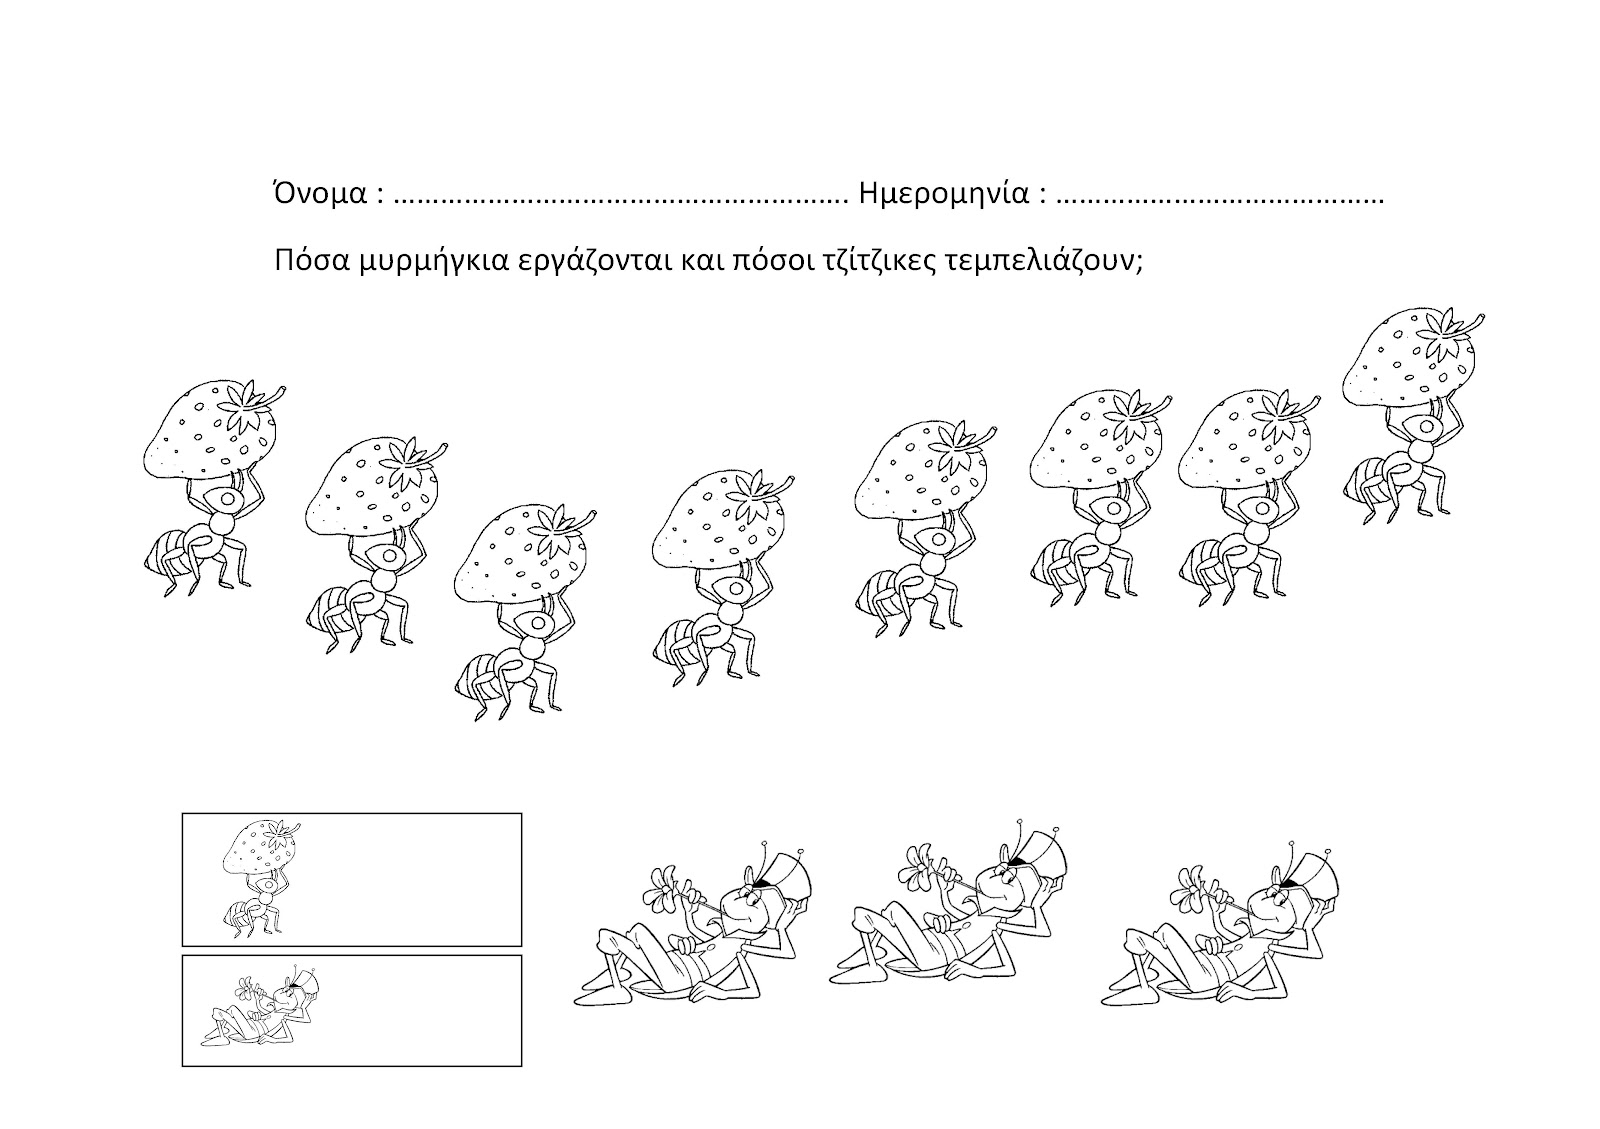 Όνομα : …………………………………………………. Ημερομηνία : ……………………………………
Πόσα μυρμήγκια εργάζονται και πόσοι τζίτζικες τεμπελιάζουν;